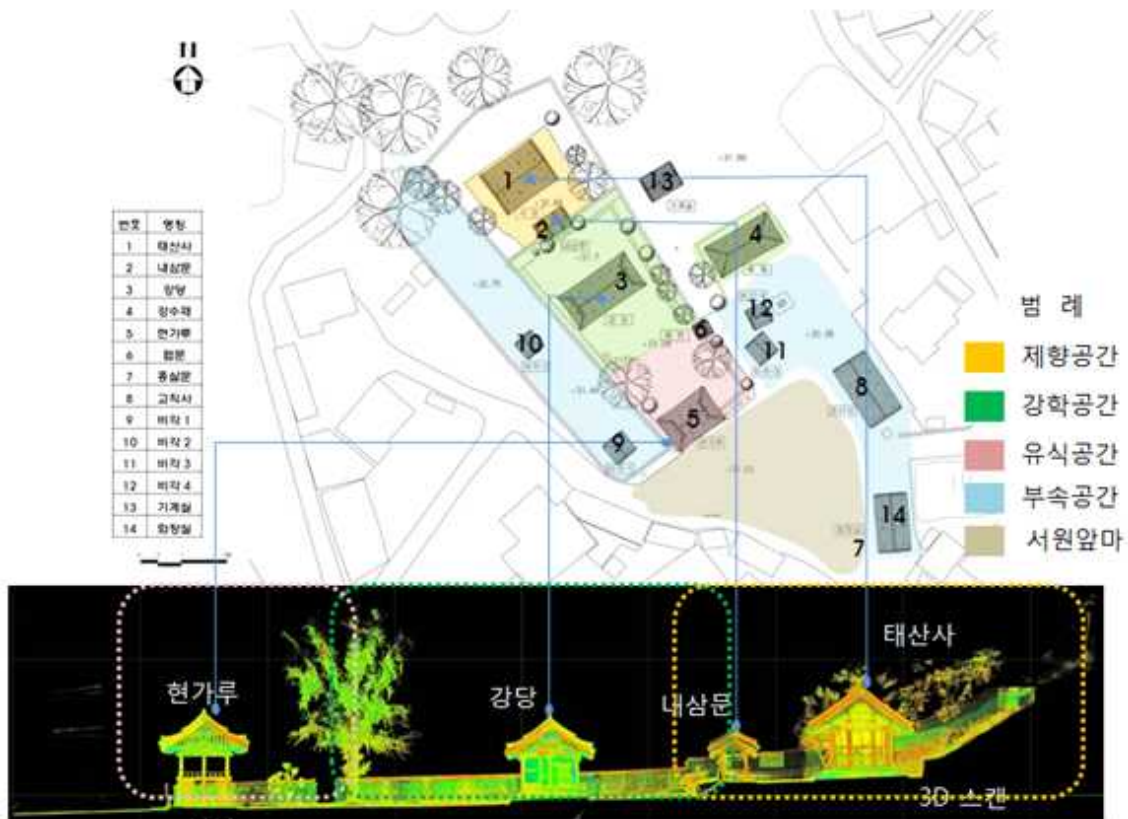 번호 명칭
1 태산사
2 내삼문
3 강당
4 강수재
5 현가루
6 협문
7 홍살문
8 고직사
9 비각 1
10 비각 2
11 비각 3
12 비각 4
13 기계실
14 화장실
1
2
3
4
5
6
7
8
9
10
11
12
13
14
범 례
제향공간
강학공간
유식공간
부속공간
서원앞마
현가루
강당
내삼문
태산사
3D 스캔